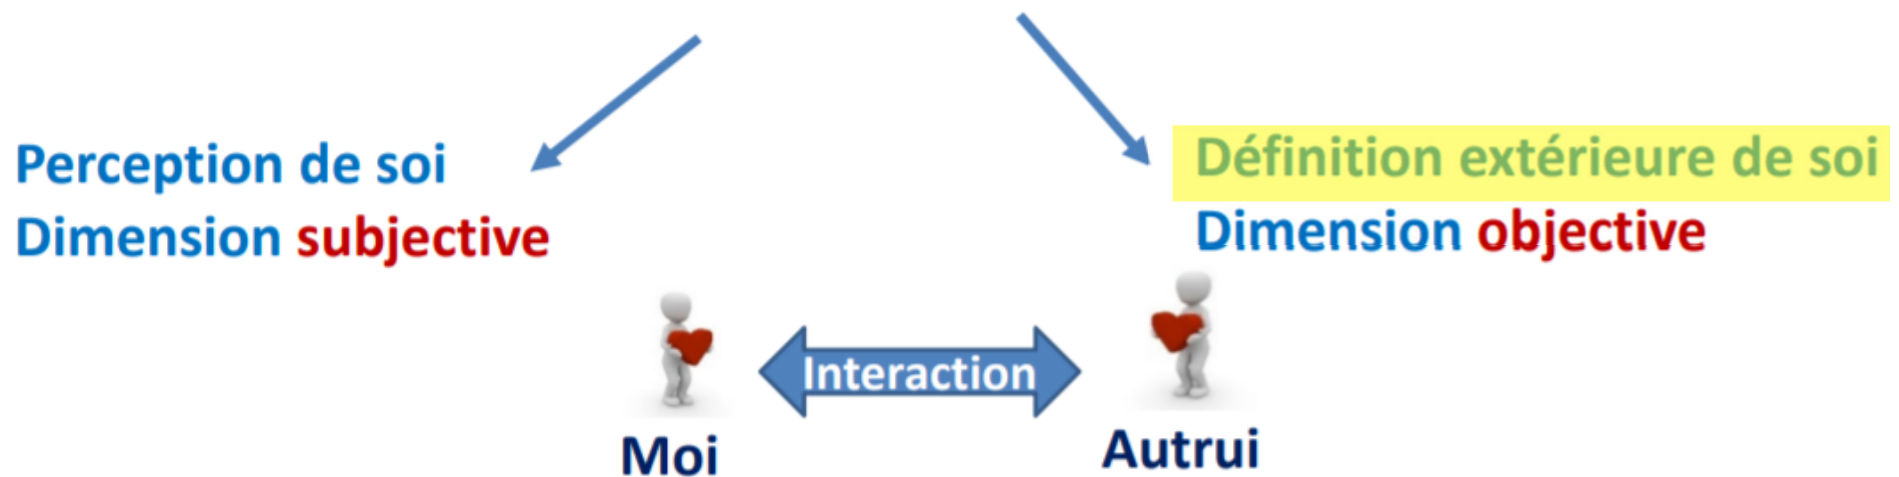 Perception de soi
Dimension subjective
Définition extérieure de soi
Dimension objective
Interaction
Moi
Autrui